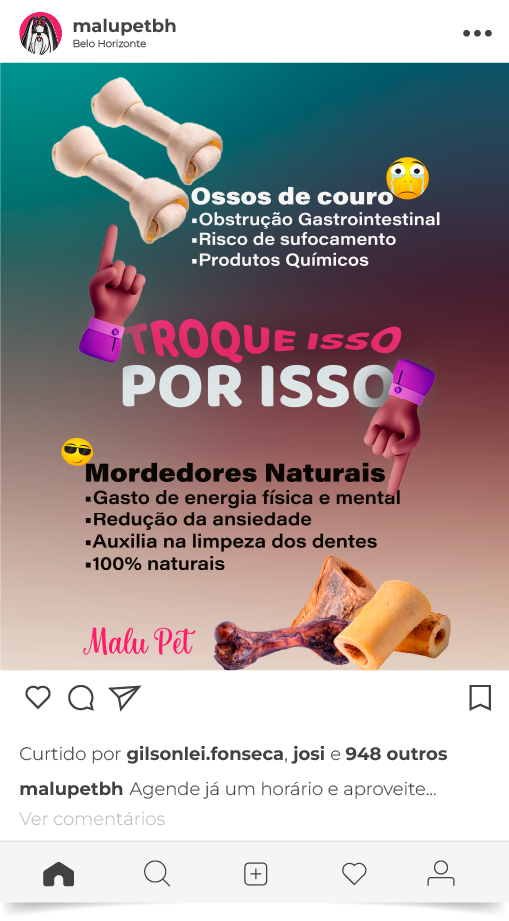 malupetbh
Belo Horizonte
Ossos de couro
▪Obstrução Gastrointestinal
▪Risco de sufocamento
▪Produtos Químicos
TROQUE ISSO
POR ISSO
Mordedores Naturais
▪Gasto de energia física e mental
▪Redução da ansiedade
▪Auxilia na limpeza dos dentes
▪100% naturais
Malu Pet
Curtido por gilsonlei.fonseca, josi e 948 outros
malupetbh Agende já um horário e aproveite...
Ver comentários